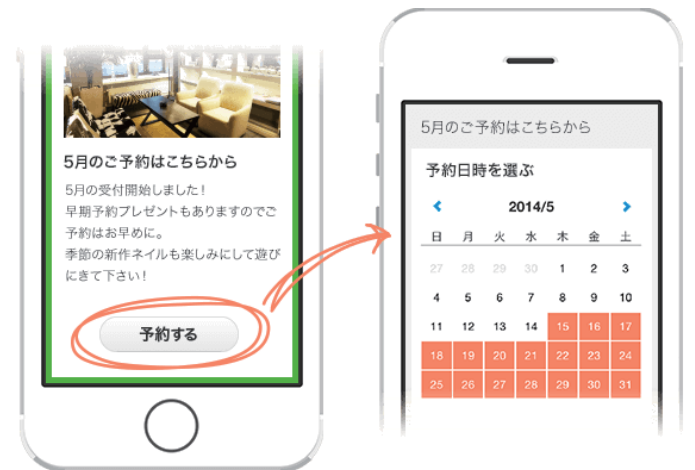 5月のご予約はこちらから
5月の受付開始しました！
早期予約プレゼントもありますのでご
予約はお早めに。
季節の新作ネイルも楽しみにして遊び
にきて下さい！
予約する
5月のご予約はこちらから
予約日時を選ぶ
2014/5
日 月 火 水 木 金 土
27 28 29 30 1 2 3
4 5 6 7 8 9 10
11 12 13 14 15 16 17
18 19 20 21 22 23 24
25 26 27 28 29 30 31